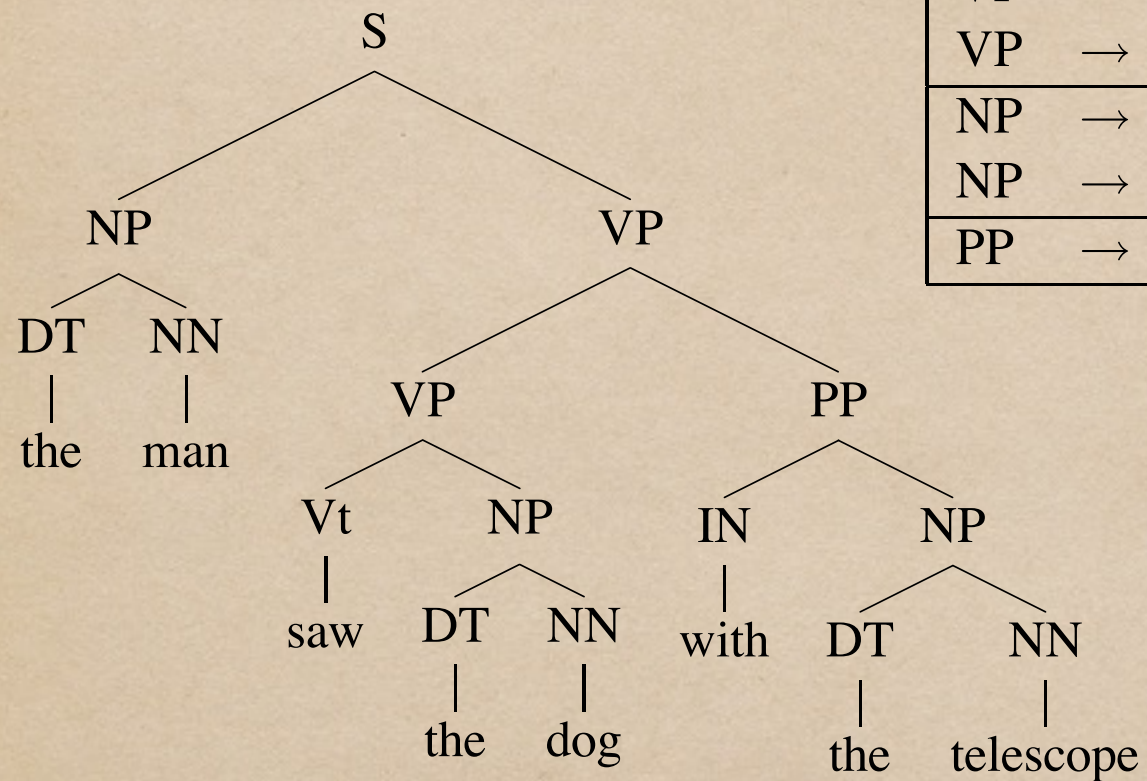 S
NP VP
DT NN
the man
VP PP
Vt NP
saw
DT NN
the dog
IN NP
with
DT NN
the telescope
VP →
NP →
NP →
PP →